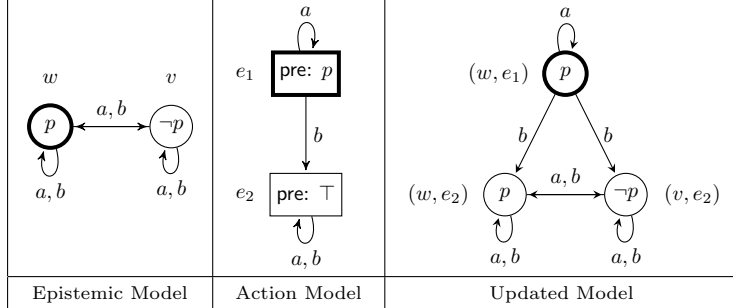 w
v
p
a, b
¬p
a, b
a, b
Epistemic Model
a
e₁
pre: p
b
e₂
pre: ⊤
a, b
Action Model
a
(w, e₁)
p
b
b
(w, e₂)
p
a, b
¬p
(v, e₂)
a, b
a, b
Updated Model